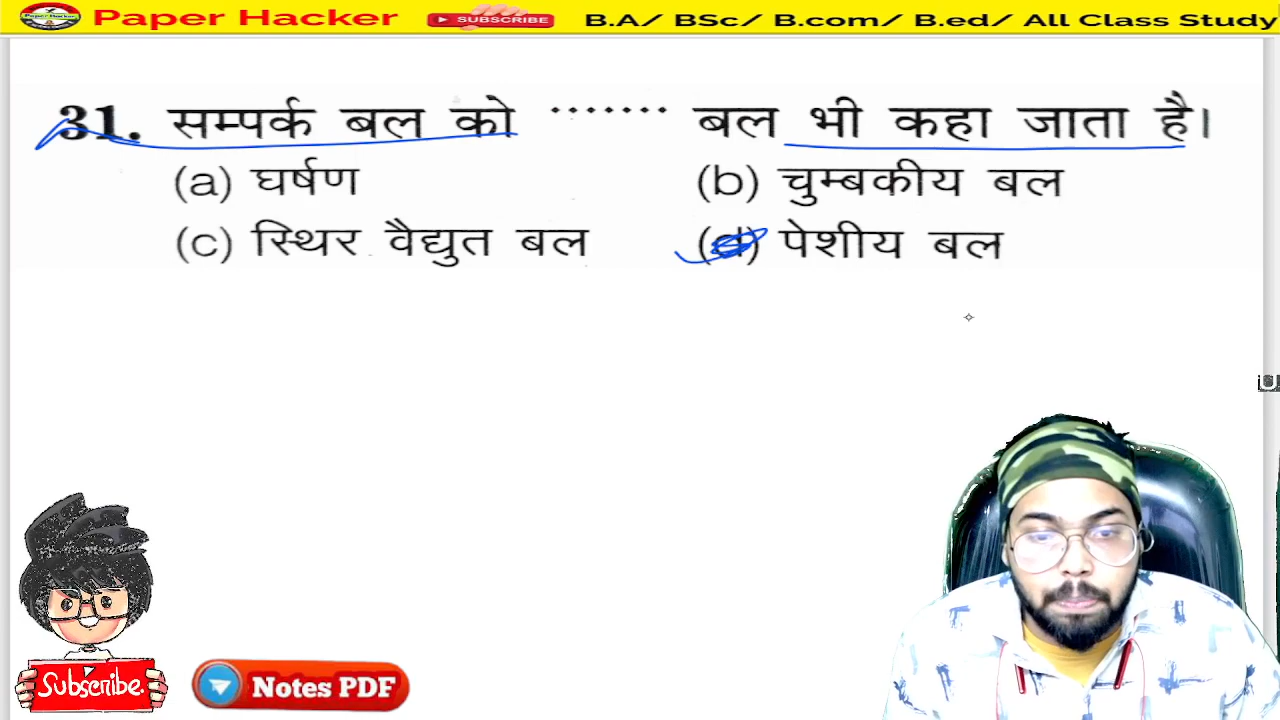 Paper Hacker SUBSCRIBE B.A/ BSc/ B.com/ B.ed/ All Class Study
31. सम्पर्क बल को ....... बल भी कहा जाता है।
(a) घर्षण (b) चुम्बकीय बल
(c) स्थिर वैद्युत बल (d) पेशीय बल
Subscribe.
Notes PDF